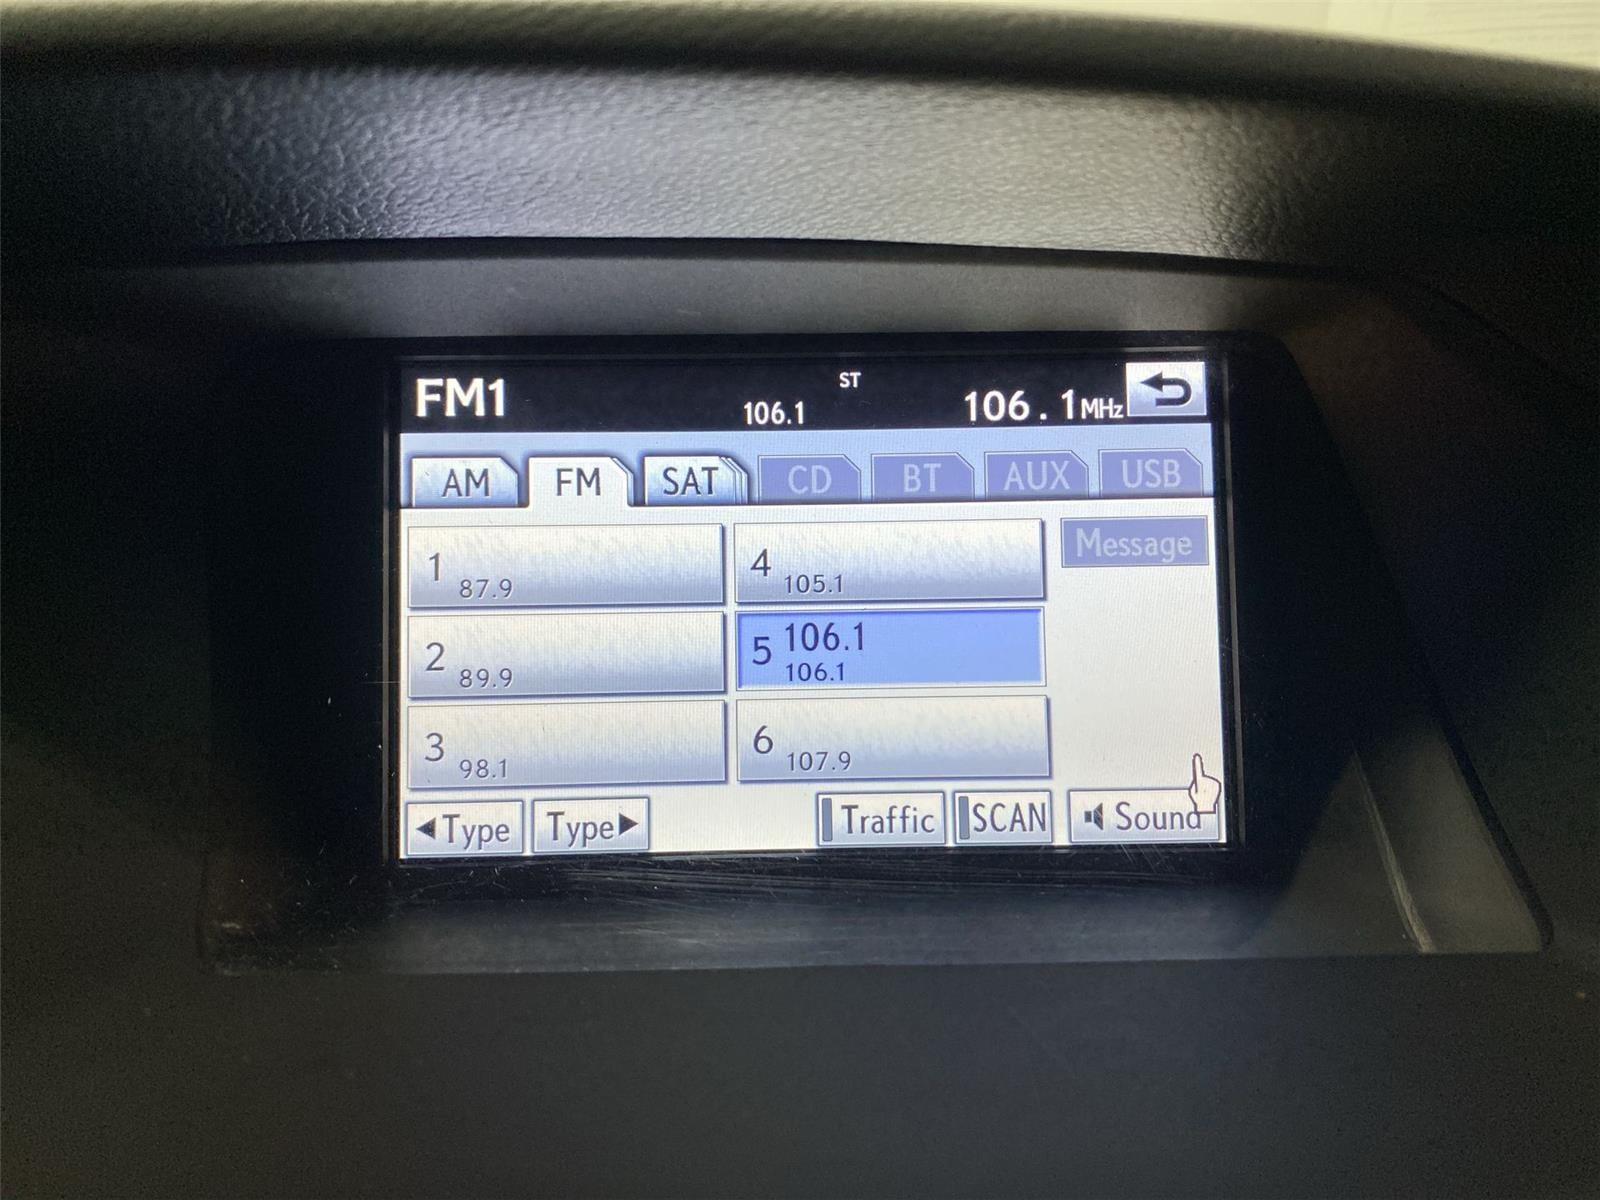 FM1 106.1 ST 106.1MHz
AM FM SAT CD BT AUX USB
1 87.9
4 105.1
Message
2 89.9
5 106.1
106.1
3 98.1
6 107.9
Type Type Traffic SCAN Sound